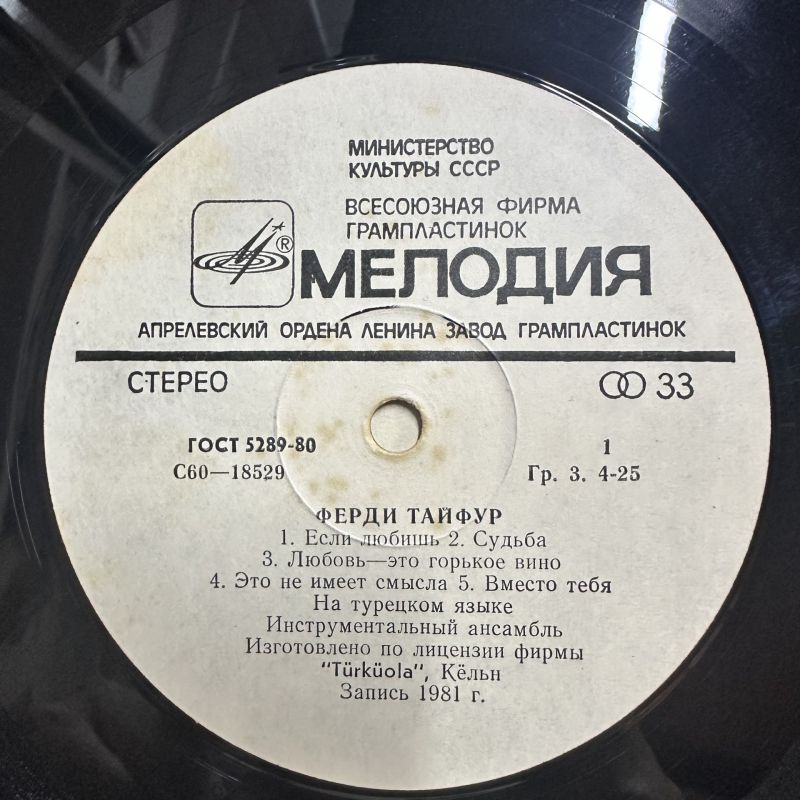 МИНИСТЕРСТВО
КУЛЬТУРЫ СССР
ВСЕСОЮЗНАЯ ФИРМА
ГРАМПЛАСТИНОК
® МЕЛОДИЯ
АПРЕЛЕВСКИЙ ОРДЕНА ЛЕНИНА ЗАВОД ГРАМПЛАСТИНОК
СТЕРЕО 33
ГОСТ 5289-80 1
С60—18529 Гр. 3. 4-25
ФЕРДИ ТАЙФУР
1. Если любишь 2. Судьба
3. Любовь—это горькое вино
4. Это не имеет смысла 5. Вместо тебя
На турецком языке
Инструментальный ансамбль
Изготовлено по лицензии фирмы
"Türküola", Кёльн
Запись 1981 г.